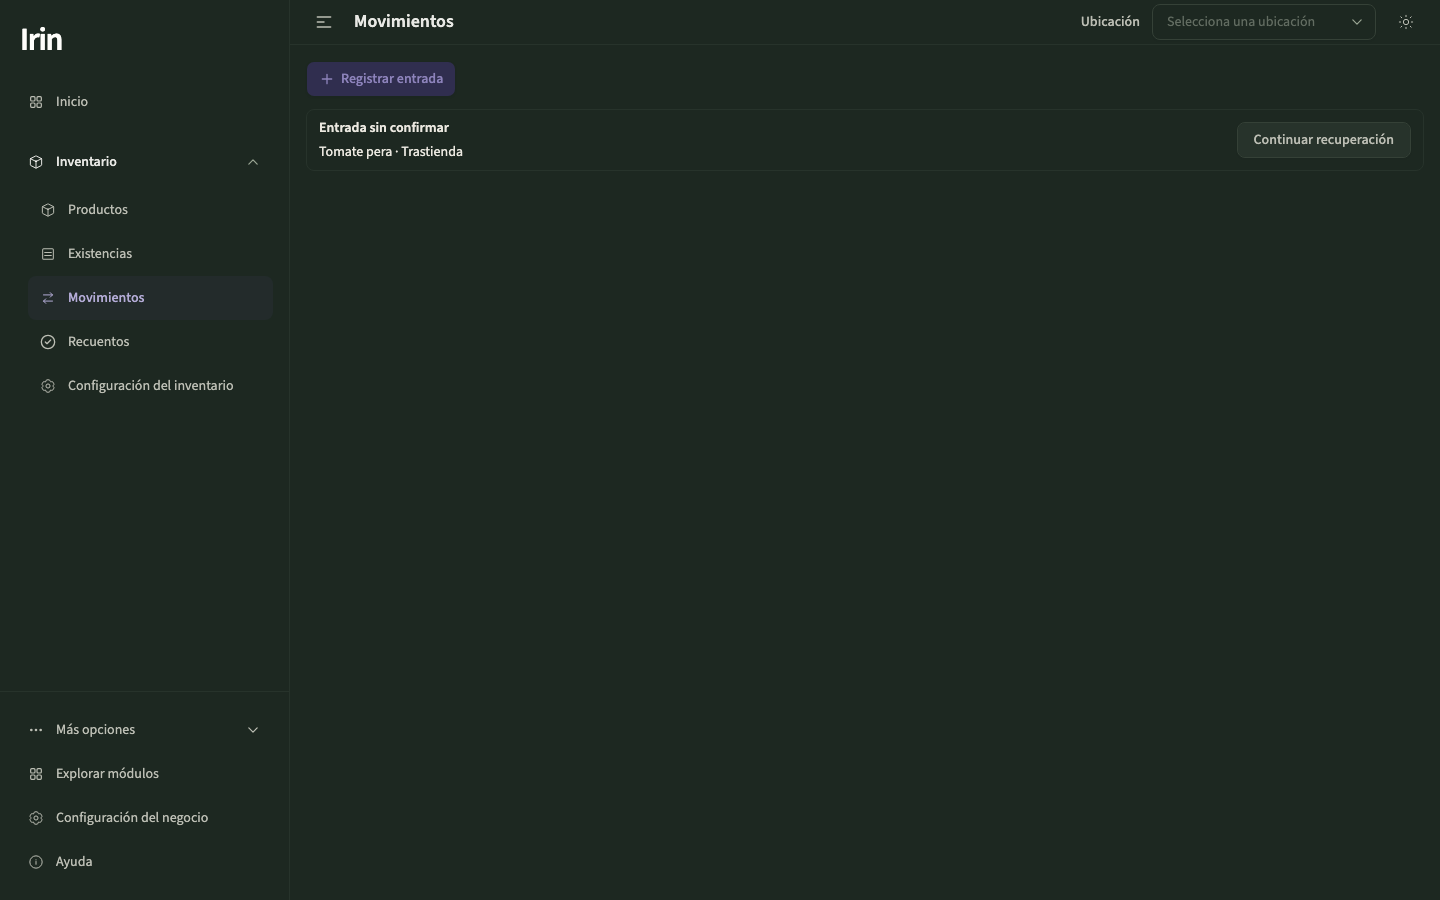 Irin
Inicio
Inventario
Productos
Existencias
Movimientos
Recuentos
Configuración del inventario
Más opciones
Explorar módulos
Configuración del negocio
Ayuda
Movimientos
Ubicación
Selecciona una ubicación
Registrar entrada
Entrada sin confirmar
Tomate pera · Trastienda
Continuar recuperación